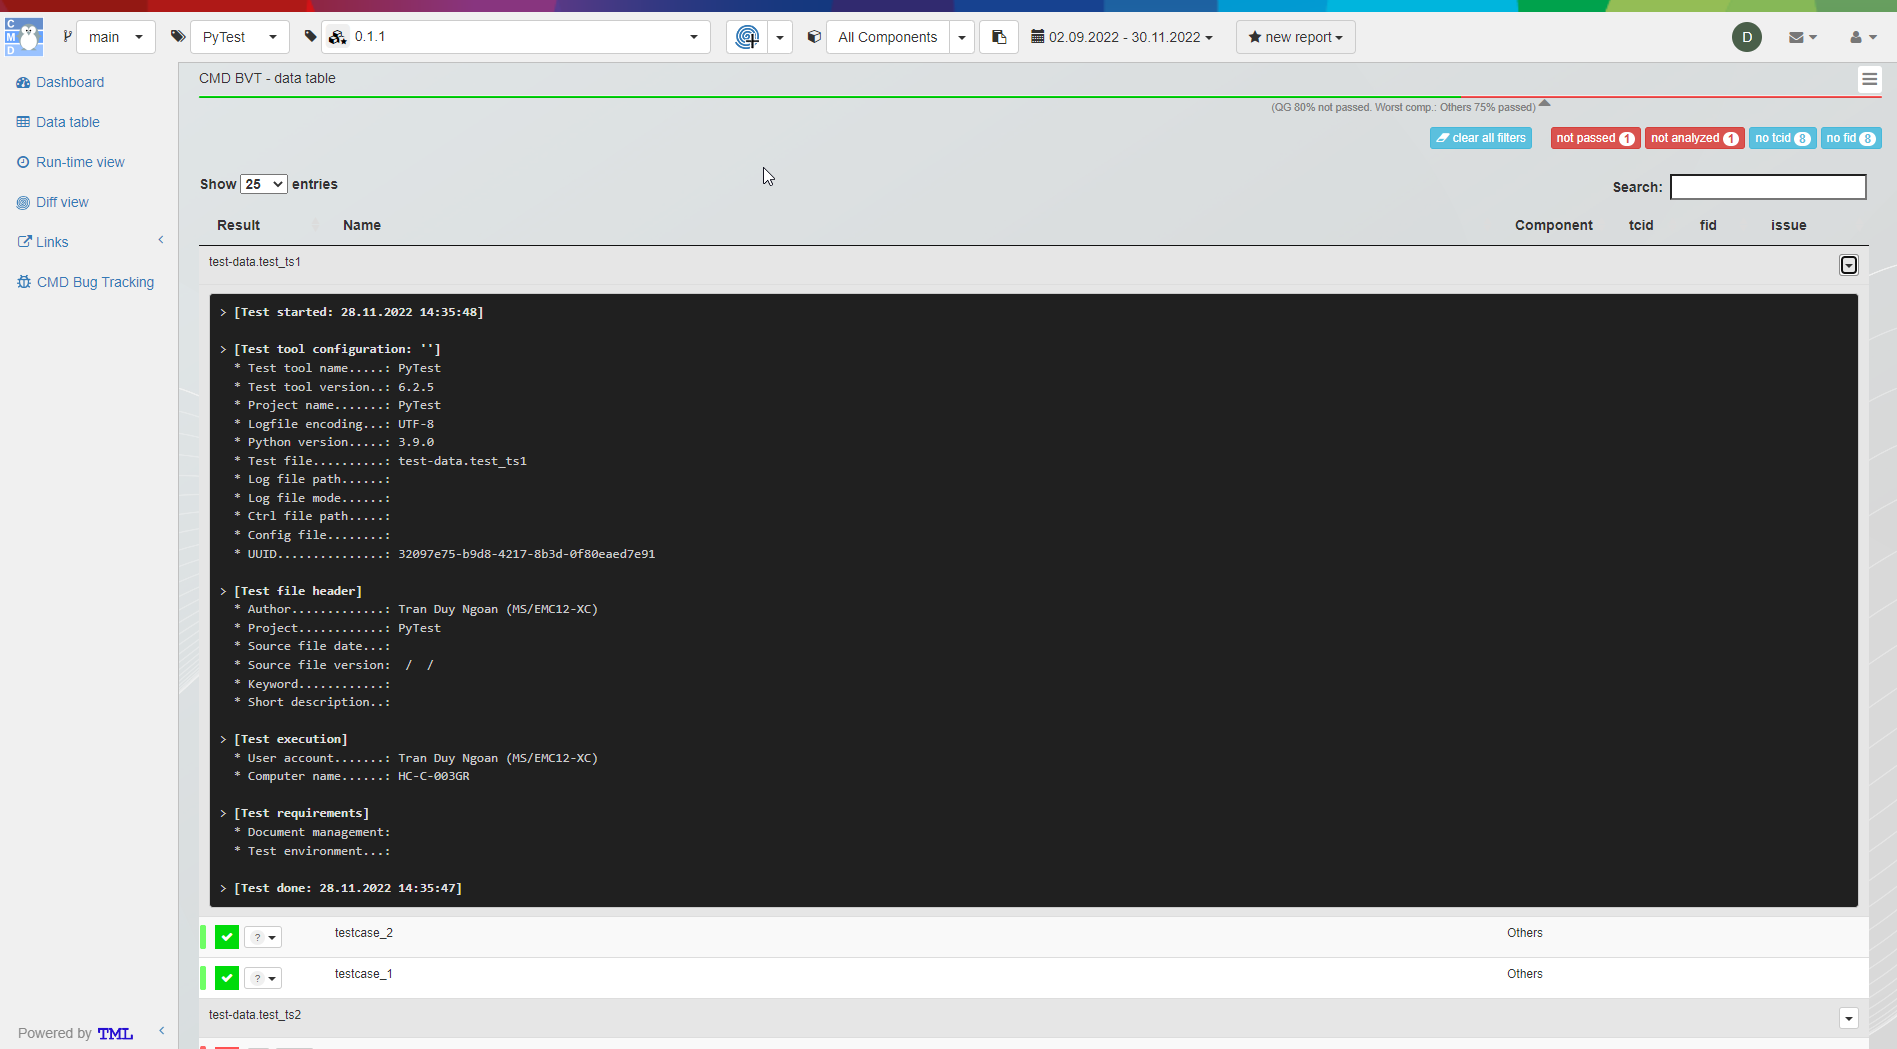 C
M
D
main
PyTest
0.1.1
All Components
02.09.2022 - 30.11.2022
new report
D
Dashboard
Data table
Run-time view
Diff view
Links
CMD Bug Tracking
CMD BVT - data table
(QG 80% not passed. Worst comp.: Others 75% passed)
clear all filters
not passed 1
not analyzed 1
no tcid 8
no fid 8
Show 25 entries
Search:
Result Name Component tcid fid issue
test-data.test_ts1
> [Test started: 28.11.2022 14:35:48]
> [Test tool configuration: '']
* Test tool name.....: PyTest
* Test tool version..: 6.2.5
* Project name.......: PyTest
* Logfile encoding...: UTF-8
* Python version.....: 3.9.0
* Test file..........: test-data.test_ts1
* Log file path......:
* Log file mode......:
* Ctrl file path.....:
* Config file........:
* UUID...............: 32097e75-b9d8-4217-8b3d-0f80eaed7e91
> [Test file header]
* Author.............: Tran Duy Ngoan (MS/EMC12-XC)
* Project............: PyTest
* Source file date...:
* Source file version:  /  /
* Keyword............:
* Short description..:
> [Test execution]
* User account.......: Tran Duy Ngoan (MS/EMC12-XC)
* Computer name......: HC-C-003GR
> [Test requirements]
* Document management:
* Test environment...:
> [Test done: 28.11.2022 14:35:47]
? testcase_2 Others
? testcase_1 Others
test-data.test_ts2
Powered by TML